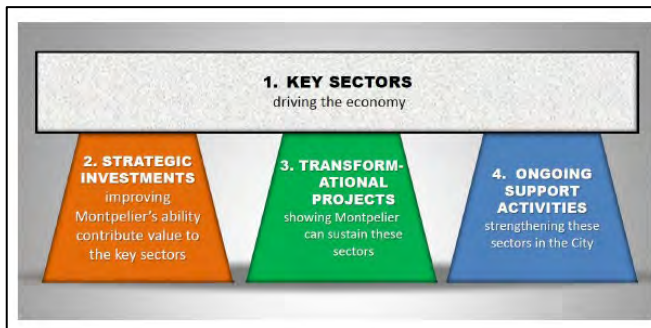 1. KEY SECTORS
driving the economy
2. STRATEGIC
INVESTMENTS
improving
Montpelier's ability
contribute value to
the key sectors
3. TRANSFORM-
ATIONAL
PROJECTS
showing Montpelier
can sustain these
sectors
4. ONGOING
SUPPORT
ACTIVITIES
strengthening these
sectors in the City